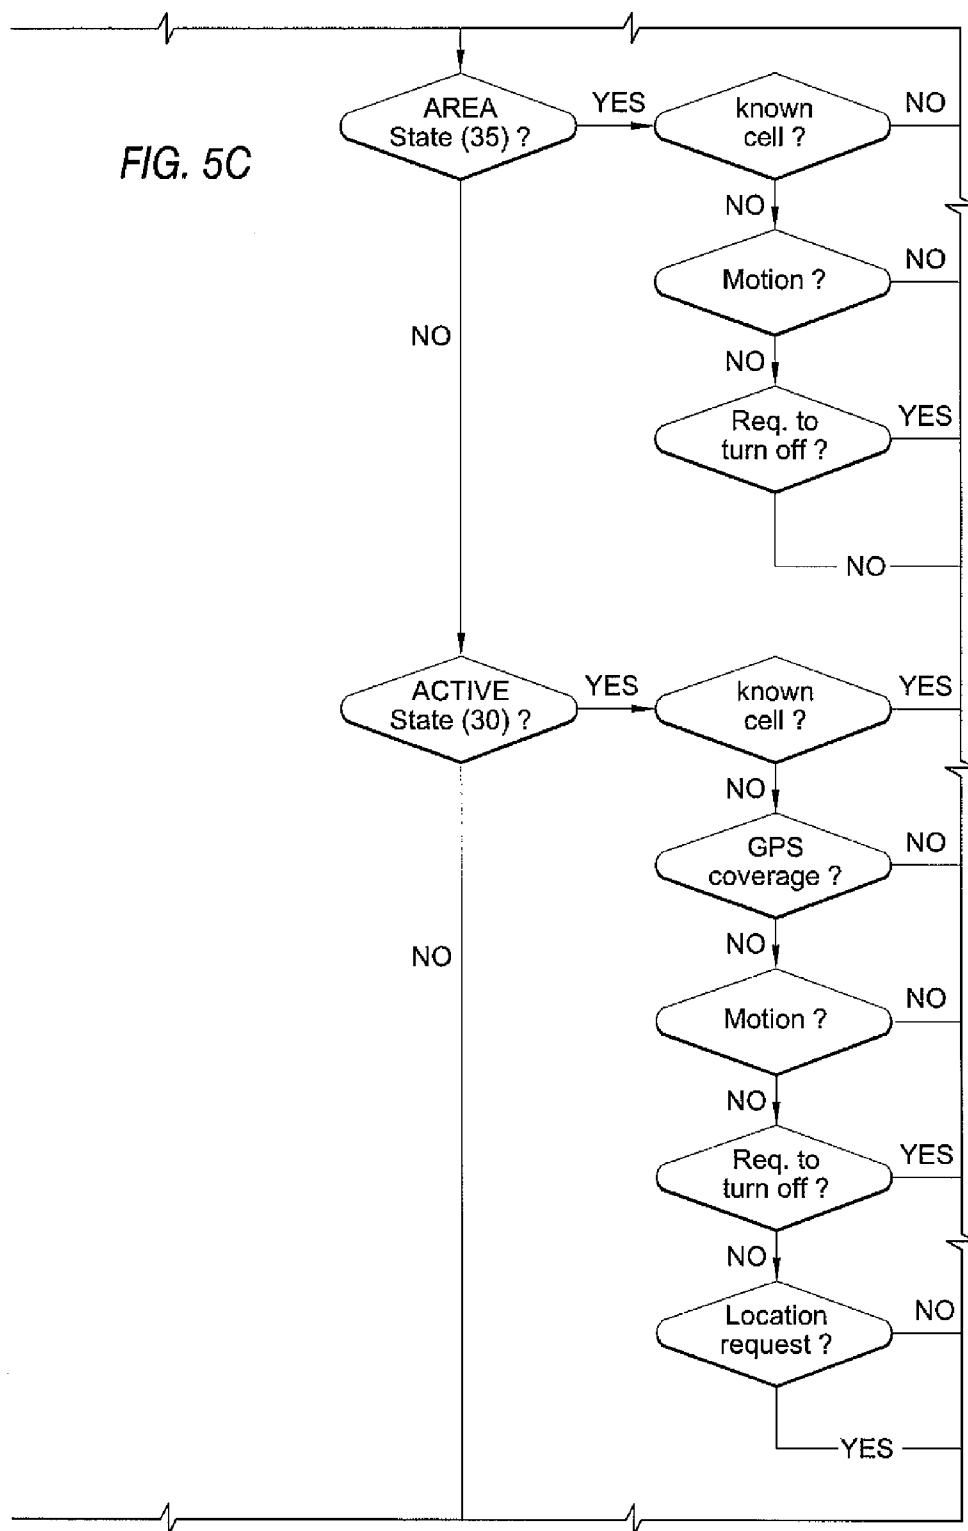 FIG. 5C
AREA
State (35) ?
YES
known
cell ?
NO
NO
Motion ?
NO
NO
NO
Req. to
turn off ?
YES
NO
ACTIVE
State (30) ?
YES
known
cell ?
YES
NO
GPS
coverage ?
NO
NO
NO
Motion ?
NO
NO
Req. to
turn off ?
YES
NO
Location
request ?
NO
YES